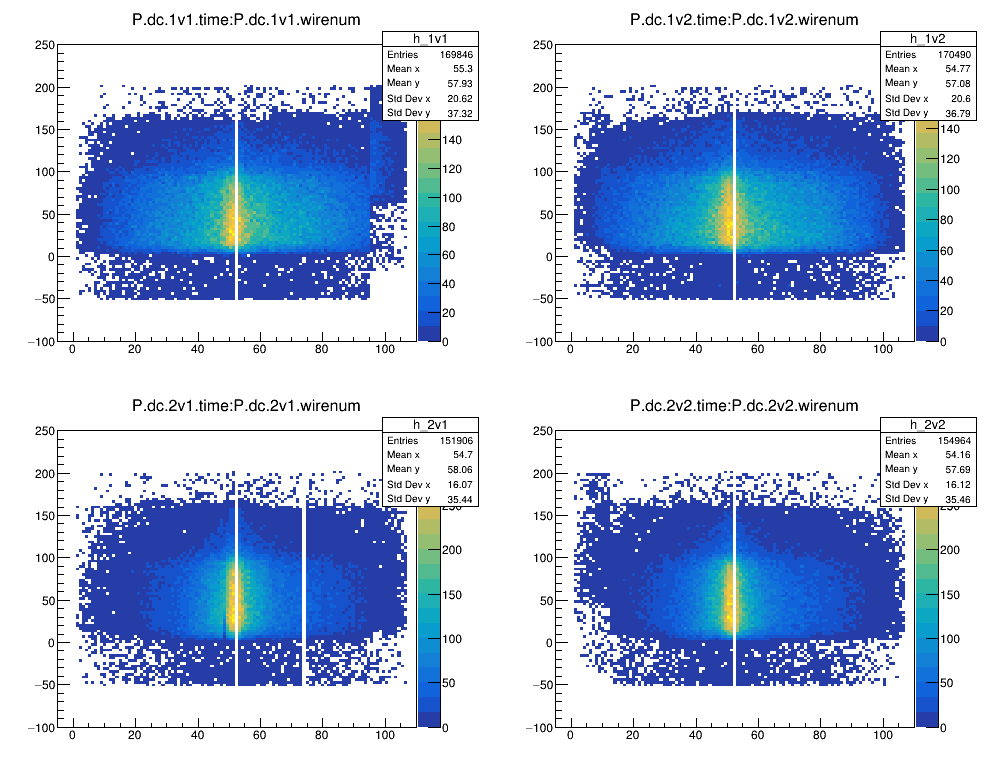 P.dc.1v1.time:P.dc.1v1.wirenum
h_1v1
Entries 169846
Mean x 55.3
Mean y 57.93
Std Dev x 20.62
Std Dev y 37.32
250
200
150
100
50
0
−50
−100
0 20 40 60 80 100
140
120
100
80
60
40
20
0
P.dc.1v2.time:P.dc.1v2.wirenum
h_1v2
Entries 170490
Mean x 54.77
Mean y 57.08
Std Dev x 20.6
Std Dev y 36.79
250
200
150
100
50
0
−50
−100
0 20 40 60 80 100
140
120
100
80
60
40
20
0
P.dc.2v1.time:P.dc.2v1.wirenum
h_2v1
Entries 151906
Mean x 54.7
Mean y 58.06
Std Dev x 16.07
Std Dev y 35.44
250
200
150
100
50
0
−50
−100
0 20 40 60 80 100
250
200
150
100
50
0
P.dc.2v2.time:P.dc.2v2.wirenum
h_2v2
Entries 154964
Mean x 54.16
Mean y 57.69
Std Dev x 16.12
Std Dev y 35.46
250
200
150
100
50
0
−50
−100
0 20 40 60 80 100
250
200
150
100
50
0